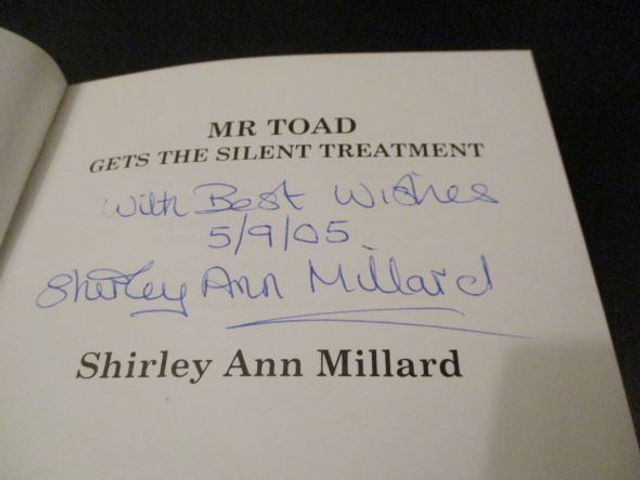 MR TOAD
GETS THE SILENT TREATMENT
With Best Wishes
5/9/05
Shirley Ann Millard
Shirley Ann Millard